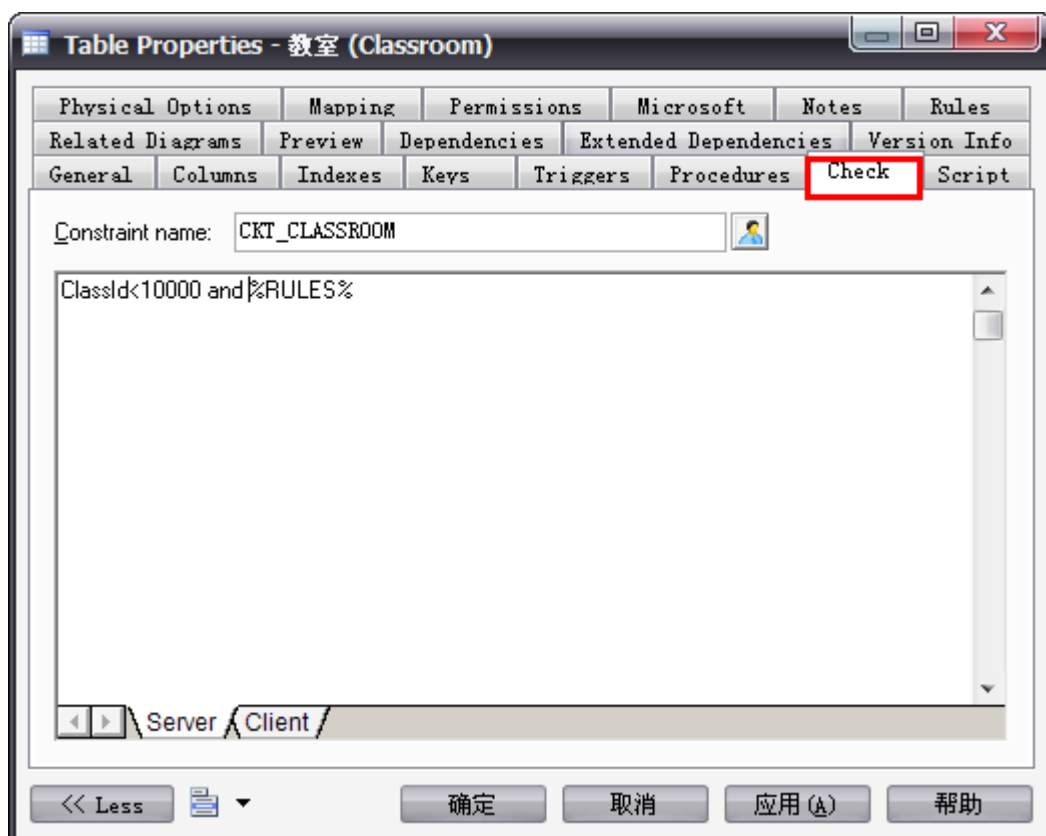 Table Properties - 教室 (Classroom)
Physical Options Mapping Permissions Microsoft Notes Rules
Related Diagrams Preview Dependencies Extended Dependencies Version Info
General Columns Indexes Keys Triggers Procedures Check Script
Constraint name: CKT_CLASSROOM
ClassId<10000 and %RULES%
Server Client
<< Less 确定 取消 应用(A) 帮助